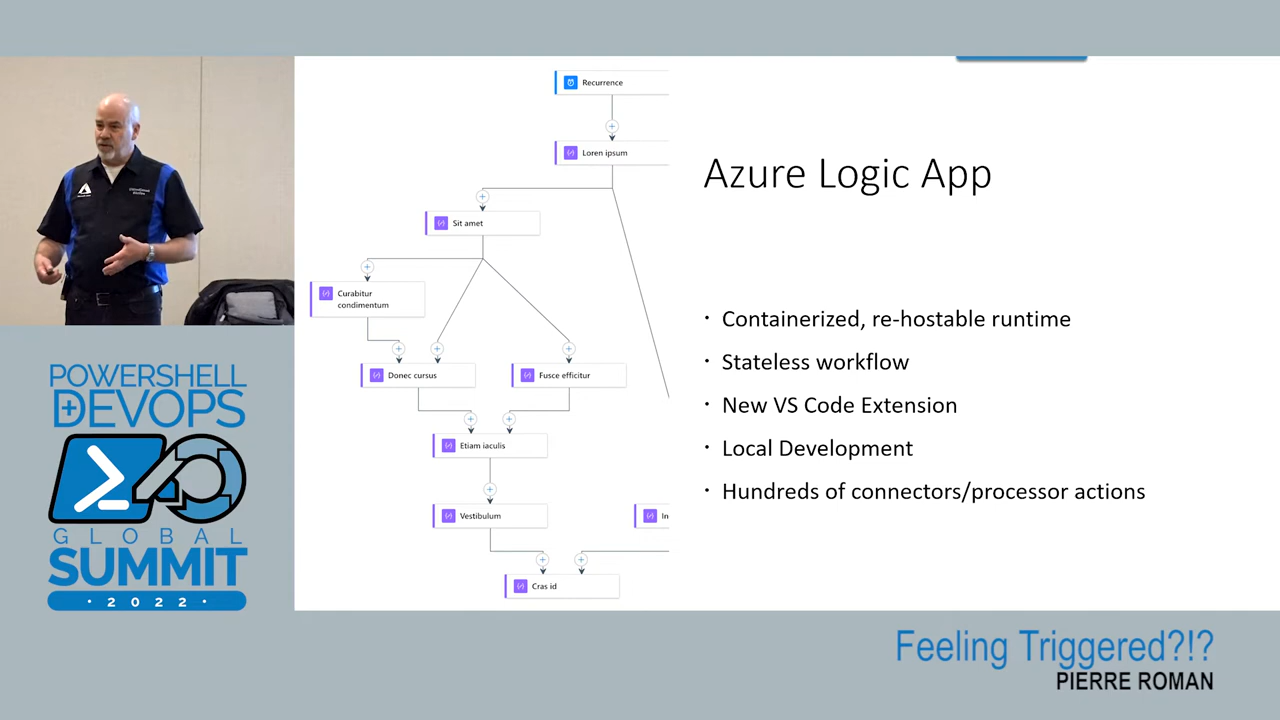 Recurrence
Loren ipsum
Sit amet
Curabitur
condimentum
Donec cursus
Fusce efficitur
Etiam iaculis
Vestibulum
In
Cras id
Azure Logic App
· Containerized, re-hostable runtime
· Stateless workflow
· New VS Code Extension
· Local Development
· Hundreds of connectors/processor actions
POWERSHELL
DEVOPS
GLOBAL
SUMMIT
· 2022 ·
Feeling Triggered?!?
PIERRE ROMAN